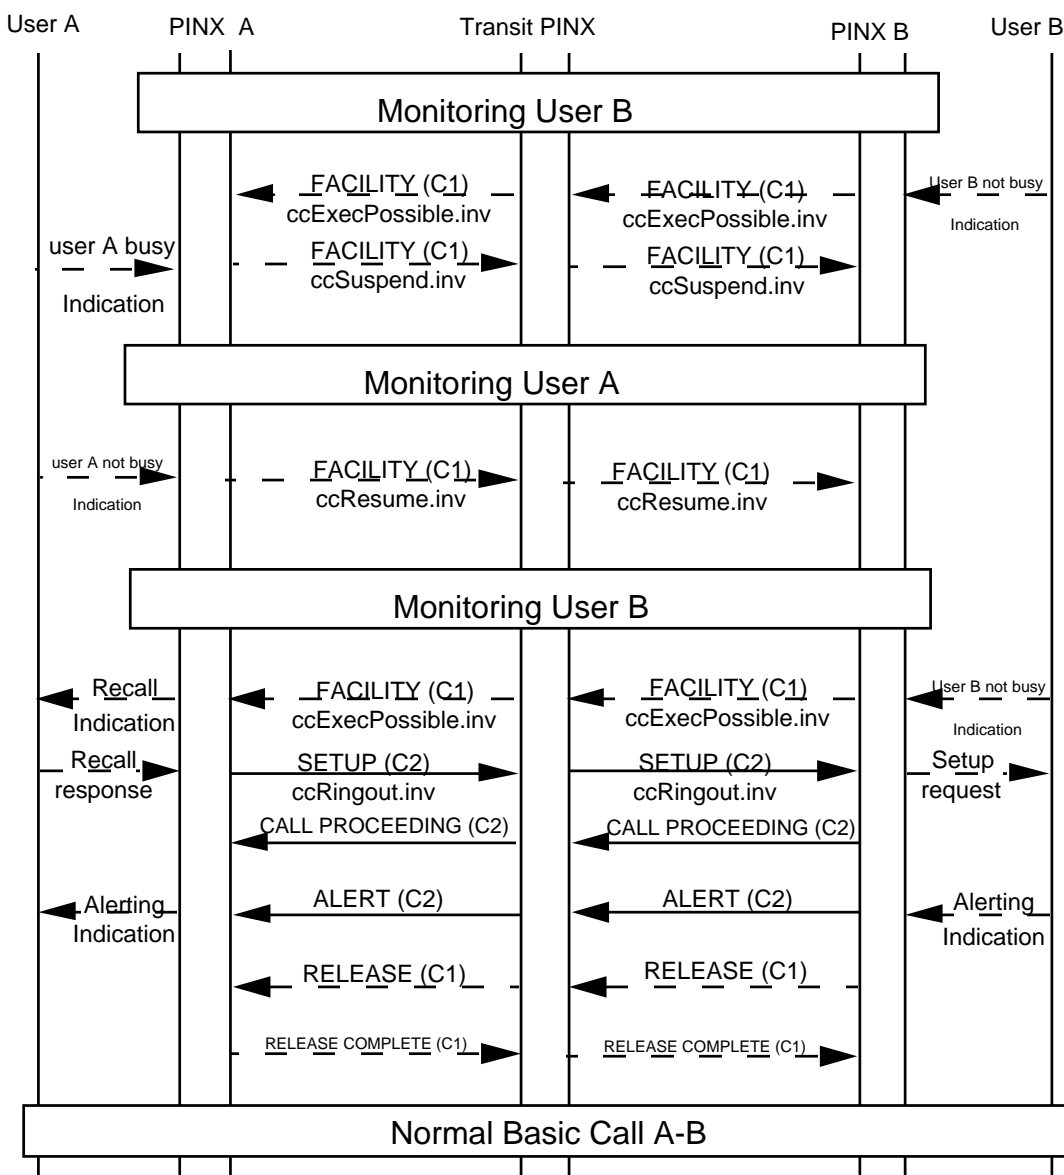 User A
PINX A
Transit PINX
PINX B
User B
Monitoring User B
FACILITY (C1)
ccExecPossible.inv
FACILITY (C1)
ccExecPossible.inv
User B not busy
Indication
user A busy
Indication
FACILITY (C1)
ccSuspend.inv
FACILITY (C1)
ccSuspend.inv
Monitoring User A
user A not busy
Indication
FACILITY (C1)
ccResume.inv
FACILITY (C1)
ccResume.inv
Monitoring User B
Recall
Indication
FACILITY (C1)
ccExecPossible.inv
FACILITY (C1)
ccExecPossible.inv
User B not busy
Indication
Recall
response
SETUP (C2)
ccRingout.inv
SETUP (C2)
ccRingout.inv
Setup
request
CALL PROCEEDING (C2)
CALL PROCEEDING (C2)
Alerting
Indication
ALERT (C2)
ALERT (C2)
Alerting
Indication
RELEASE (C1)
RELEASE (C1)
RELEASE COMPLETE (C1)
RELEASE COMPLETE (C1)
Normal Basic Call A-B